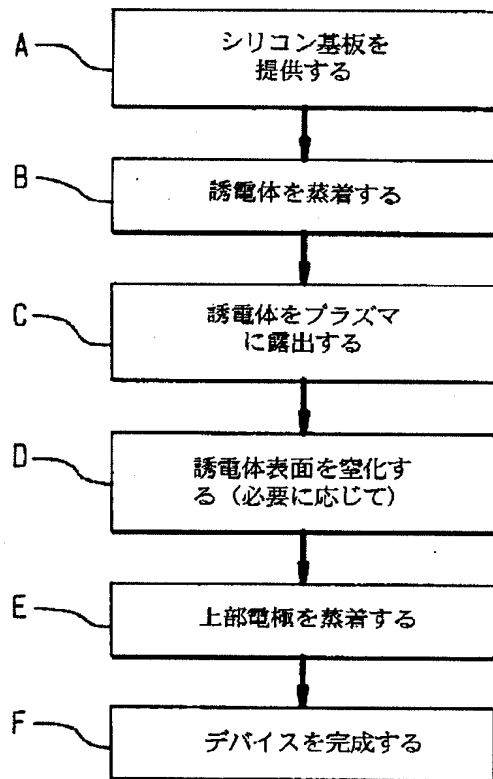 A
シリコン基板を
提供する
B
誘電体を蒸着する
C
誘電体をプラズマ
に露出する
D
誘電体表面を窒化す
る（必要に応じて）
E
上部電極を蒸着する
F
デバイスを完成する